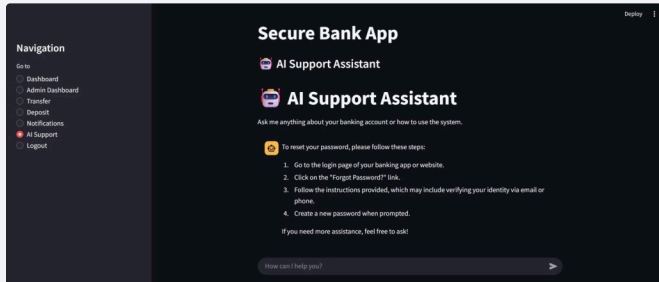 Deploy
Navigation
Go to
Dashboard
Admin Dashboard
Transfer
Deposit
Notifications
AI Support
Logout
Secure Bank App
AI Support Assistant
AI Support Assistant
Ask me anything about your banking account or how to use the system.
To reset your password, please follow these steps:
1. Go to the login page of your banking app or website.
2. Click on the "Forgot Password?" link.
3. Follow the instructions provided, which may include verifying your identity via email or
phone.
4. Create a new password when prompted.
If you need more assistance, feel free to ask!
How can I help you?